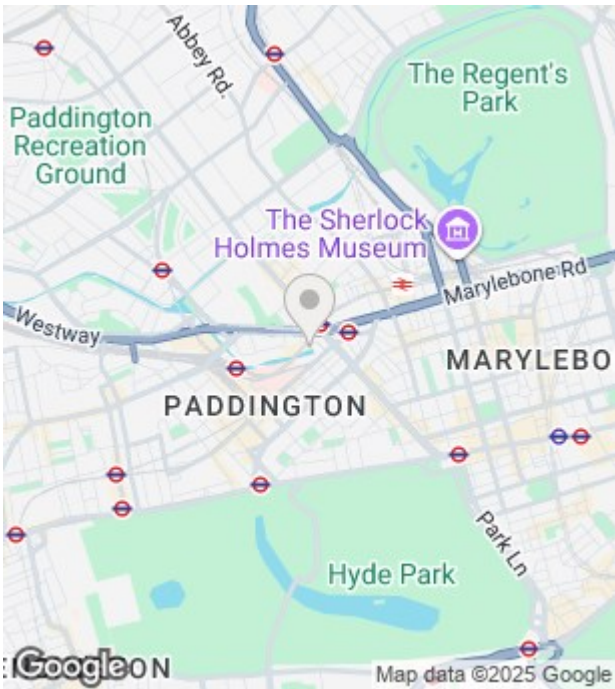 Abbey Rd.
The Regent's
Park
Paddington
Recreation
Ground
The Sherlock
Holmes Museum
Marylebone Rd
Westway
MARYLEBO
PADDINGTON
Park Ln
Hyde Park
Google
ON
Map data ©2025 Google